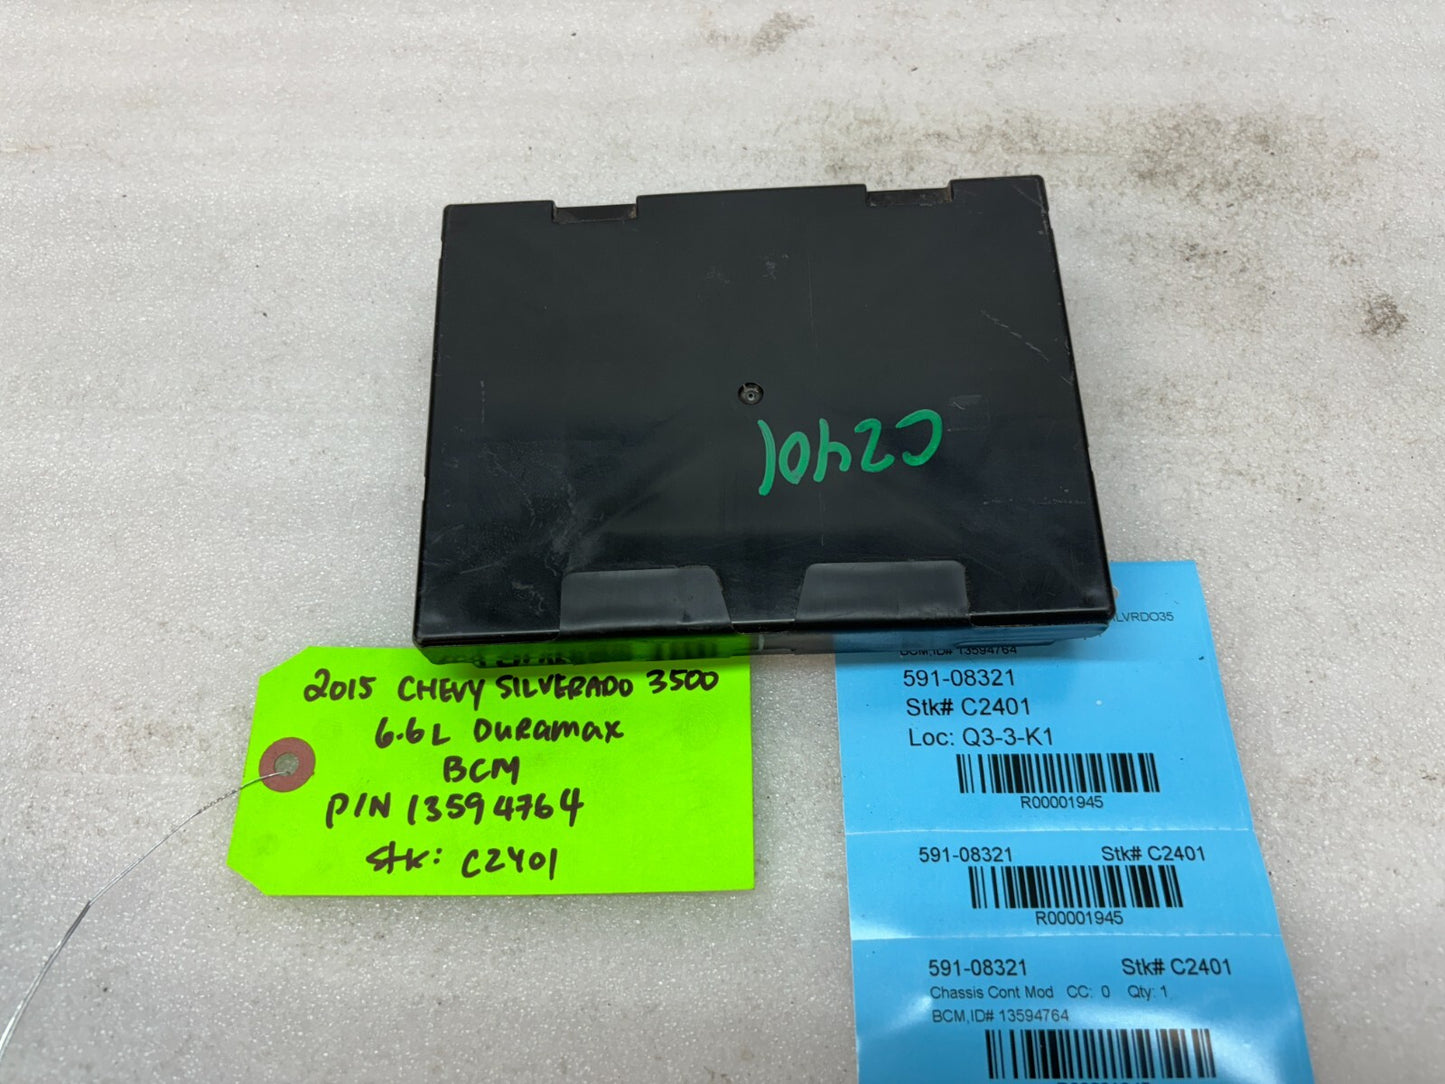 C2401
2015 CHEVY SILVERADO 3500
6.6L DURAMAX
BCM
P/N 13594764
Stk: C2401
LVRDO35
BCM,ID# 13594764
591-08321
Stk# C2401
Loc: Q3-3-K1
R00001945
591-08321 Stk# C2401
R00001945
591-08321 Stk# C2401
Chassis Cont Mod CC: 0 Qty: 1
BCM,ID# 13594764